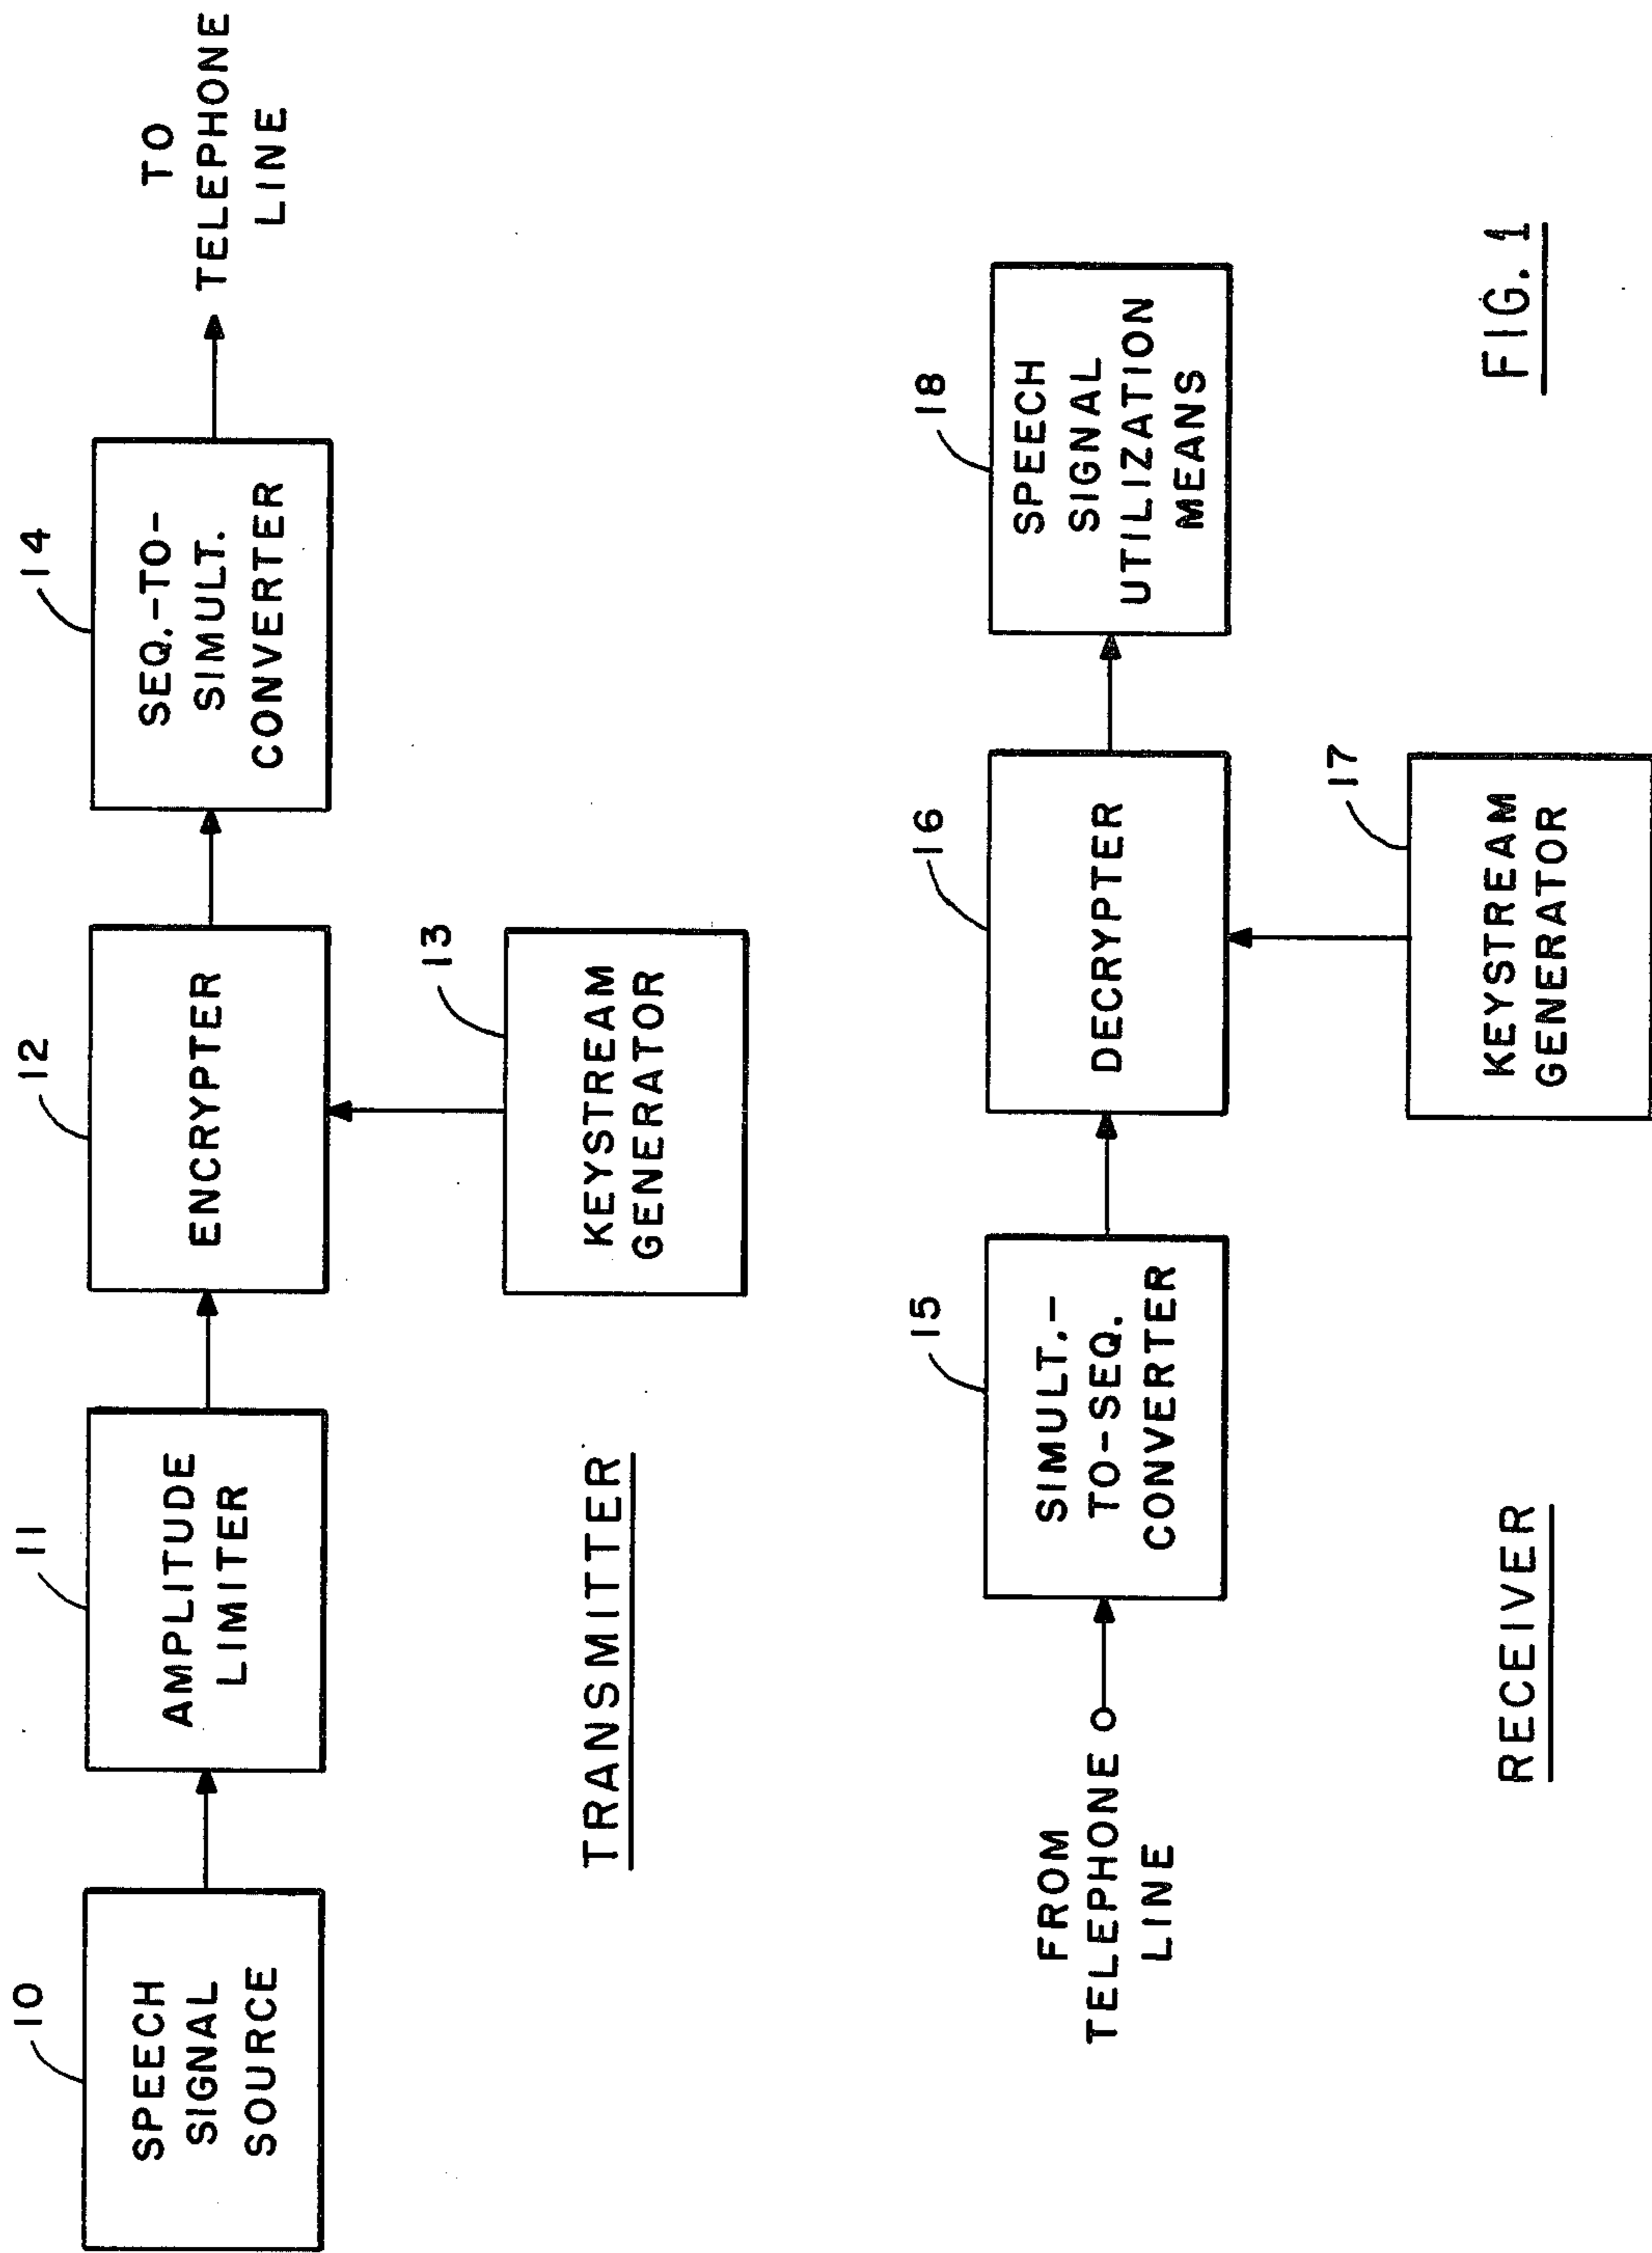 10
SPEECH
SIGNAL
SOURCE
11
AMPLITUDE
LIMITER
12
ENCRYPTER
14
SEQ.-TO-
SIMULT.
CONVERTER
TO
TELEPHONE
LINE
13
KEYSTREAM
GENERATOR
TRANSMITTER
FROM
TELEPHONE
LINE
15
SIMULT.-
TO-SEQ.
CONVERTER
16
DECRYPTER
18
SPEECH
SIGNAL
UTILIZATION
MEANS
17
KEYSTREAM
GENERATOR
RECEIVER
FIG. 1